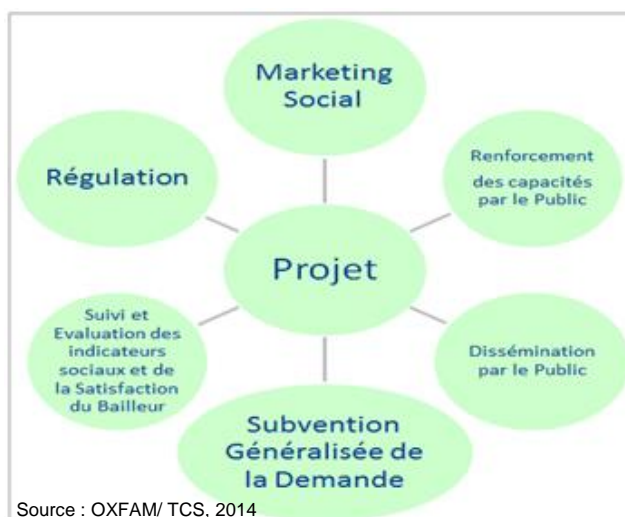 Marketing
Social
Régulation
Renforcement
des capacités
par le Public
Projet
Suivi et
Evaluation des
indicateurs
sociaux et de
la Satisfaction
du Bailleur
Dissémination
par le Public
Subvention
Généralisée de
la Demande
Source : OXFAM/ TCS, 2014